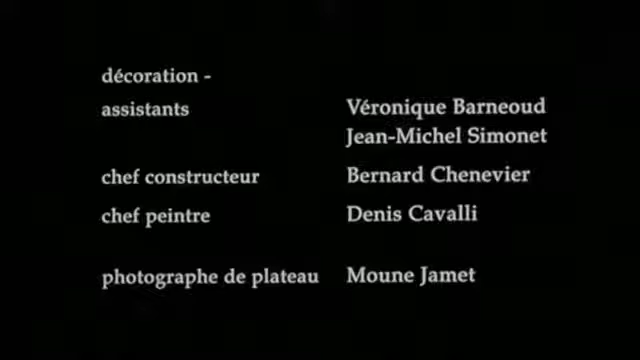 décoration -
assistants Véronique Barneoud
Jean-Michel Simonet
chef constructeur Bernard Chenevier
chef peintre Denis Cavalli
photographe de plateau Moune Jamet